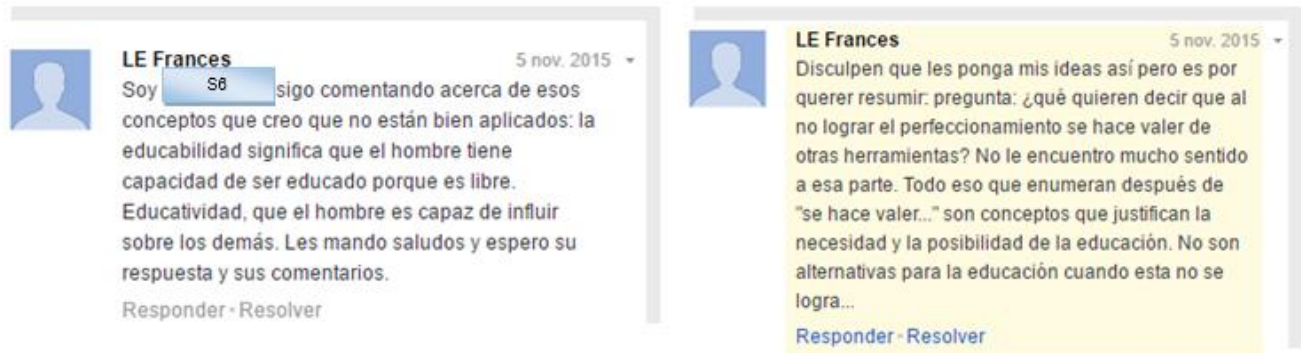 LE Frances 5 nov. 2015
Soy S6 sigo comentando acerca de esos
conceptos que creo que no están bien aplicados: la
educabilidad significa que el hombre tiene
capacidad de ser educado porque es libre.
Educatividad, que el hombre es capaz de influir
sobre los demás. Les mando saludos y espero su
respuesta y sus comentarios.
Responder · Resolver
LE Frances 5 nov. 2015
Disculpen que les ponga mis ideas así pero es por
querer resumir: pregunta: ¿qué quieren decir que al
no lograr el perfeccionamiento se hace valer de
otras herramientas? No le encuentro mucho sentido
a esa parte. Todo eso que enumeran después de
"se hace valer..." son conceptos que justifican la
necesidad y la posibilidad de la educación. No son
alternativas para la educación cuando esta no se
logra...
Responder · Resolver